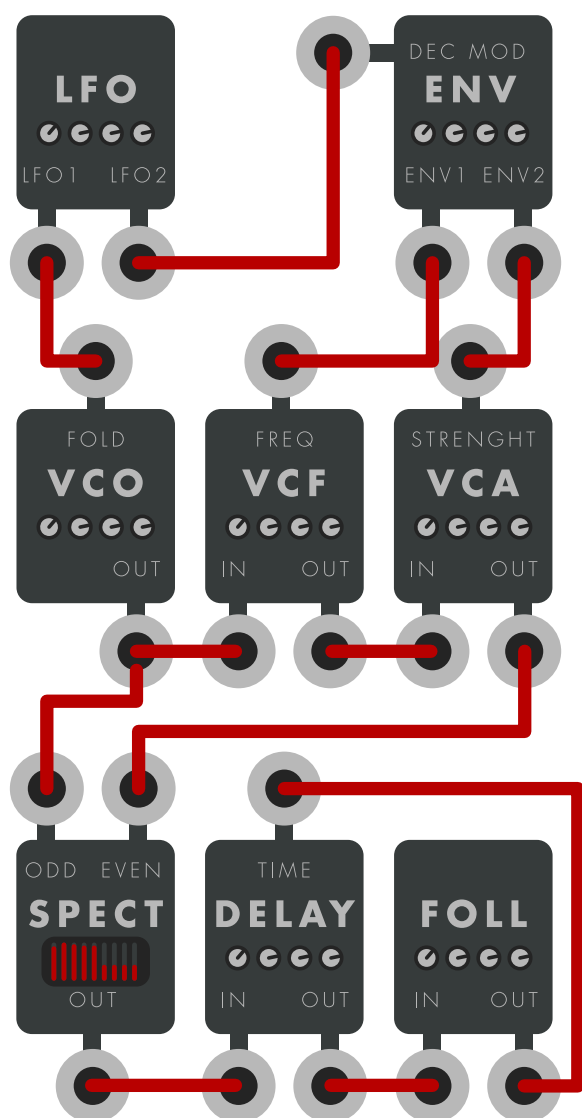 LFO
LFO1 LFO2
DEC MOD
ENV
ENV1 ENV2
FOLD
VCO
OUT
FREQ
VCF
IN OUT
STRENGHT
VCA
IN OUT
ODD EVEN
SPECT
OUT
TIME
DELAY
IN OUT
FOLL
IN OUT